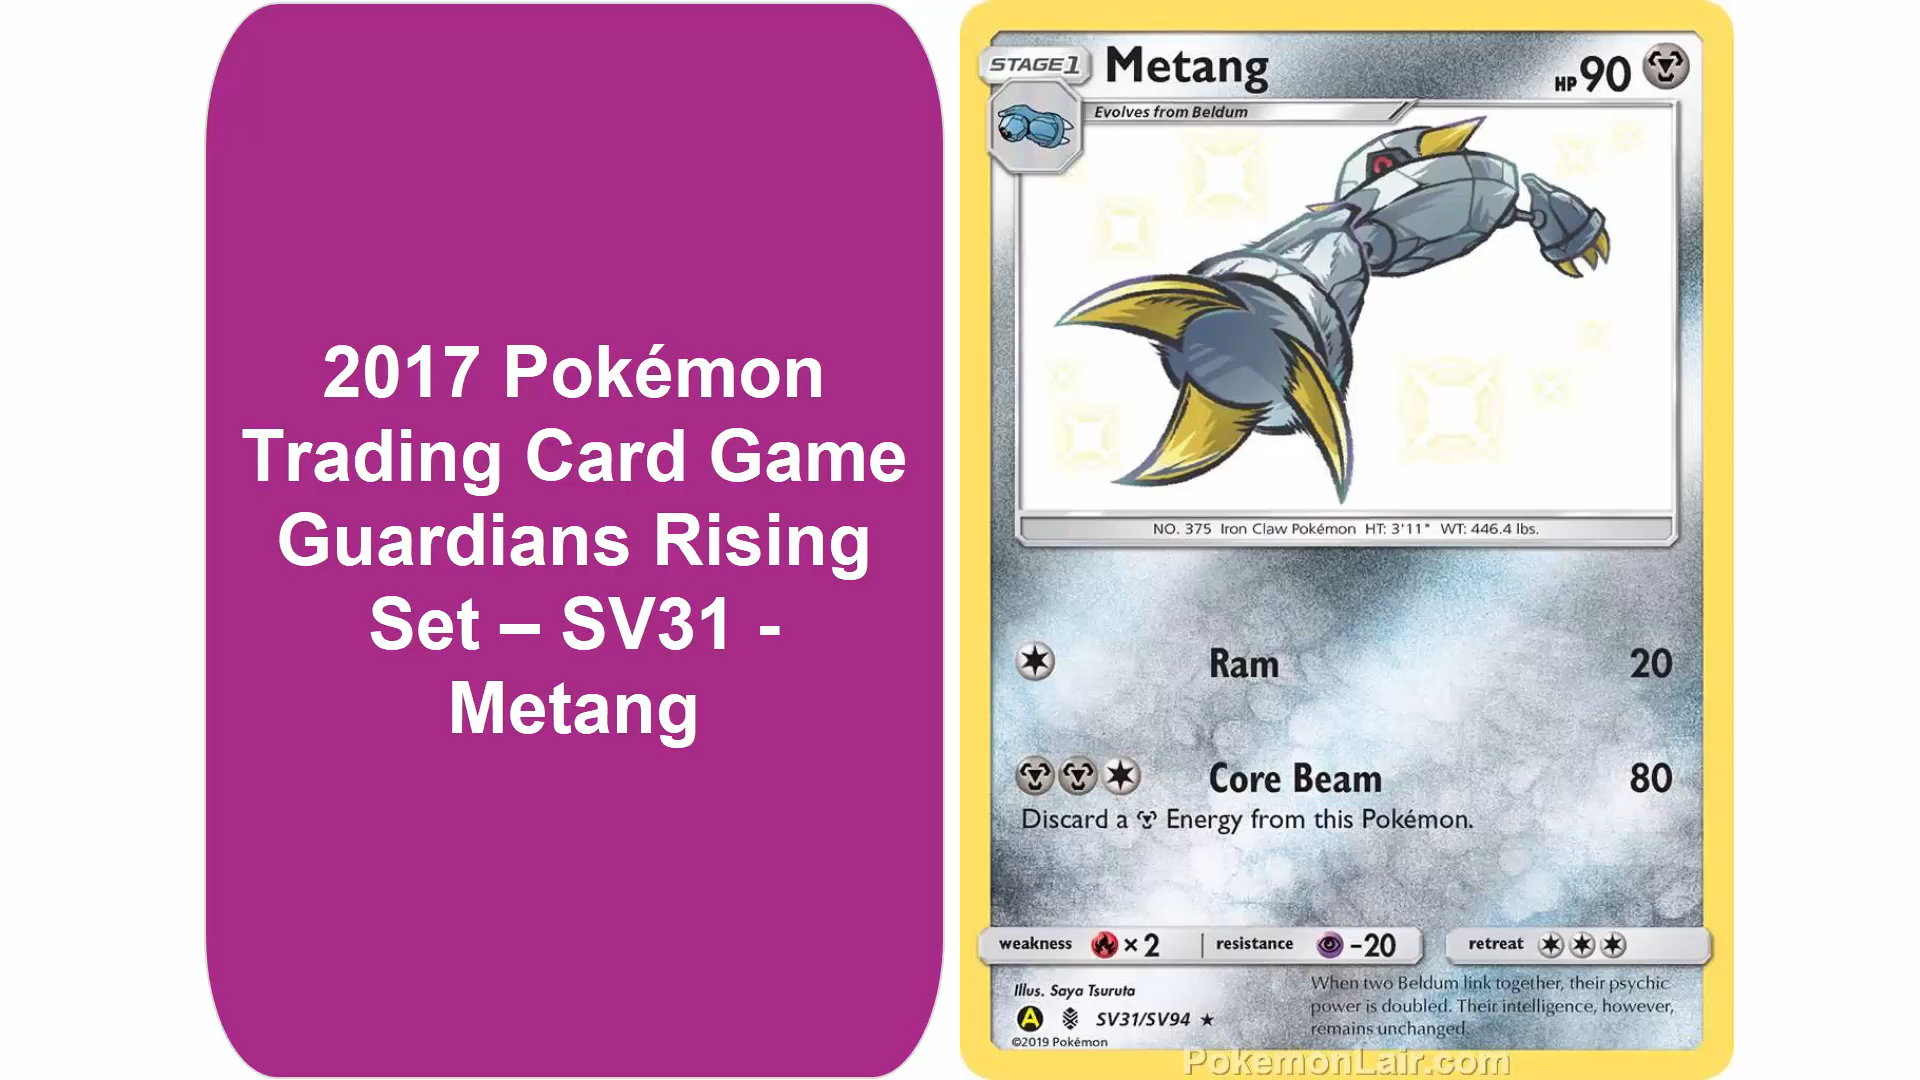 2017 Pokémon
Trading Card Game
Guardians Rising
Set – SV31 -
Metang
STAGE 1
Metang
HP 90
Evolves from Beldum
NO. 375 Iron Claw Pokémon HT: 3'11" WT: 446.4 lbs.
Ram 20
Core Beam 80
Discard a Energy from this Pokémon.
weakness × 2 resistance -20 retreat
Illus. Saya Tsuruta
A SV31/SV94 ★
©2019 Pokémon
When two Beldum link together, their psychic
power is doubled. Their intelligence, however,
remains unchanged.
PokemonLair.com